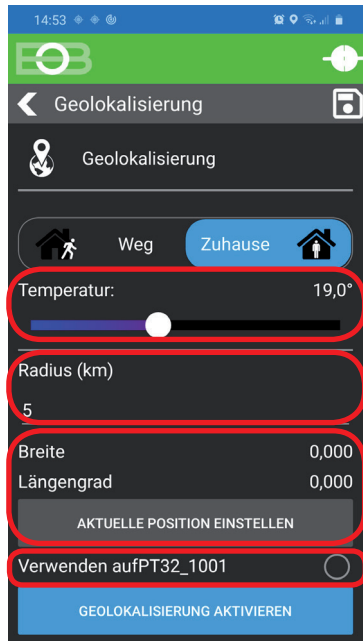 14:53
EOB
Geolokalisierung
Geolokalisierung
Weg Zuhause
Temperatur: 19,0°
Radius (km)
5
Breite 0,000
Längengrad 0,000
AKTUELLE POSITION EINSTELLEN
Verwenden aufPT32_1001
GEOLOKALISIERUNG AKTIVIEREN